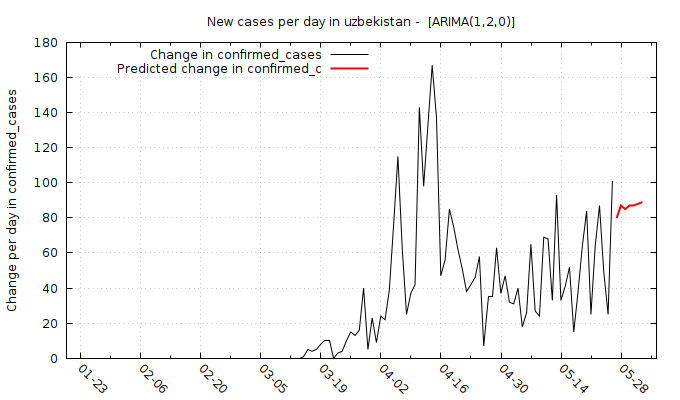 New cases per day in uzbekistan -  [ARIMA(1,2,0)]
Change in confirmed_cases
Predicted change in confirmed_c
Change per day in confirmed_cases
180
160
140
120
100
80
60
40
20
0
01-23 02-06 02-20 03-05 03-19 04-02 04-16 04-30 05-14 05-28